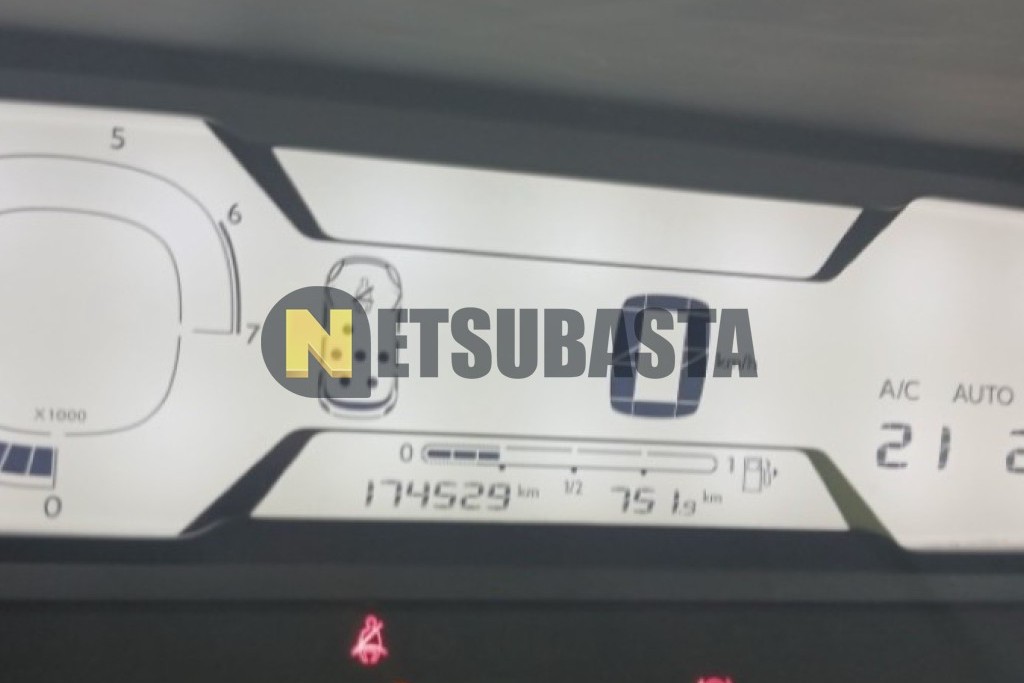 5
6
7
X1000
0
NETSUBASTA
0 km/h
A/C AUTO
21
0 1/2 1
174529 km 751.9 km